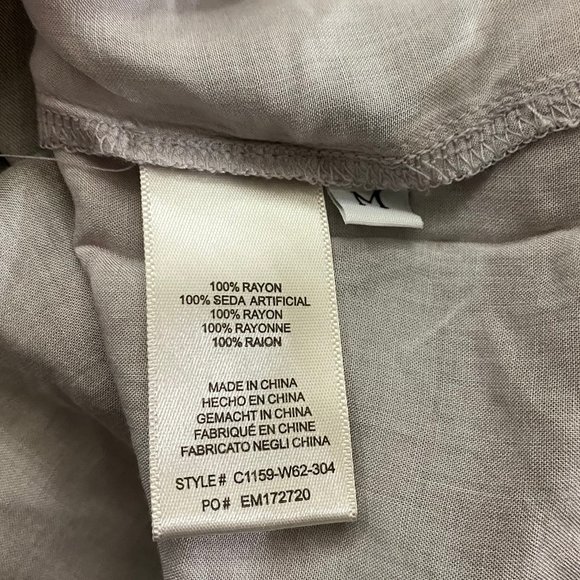 M
100% RAYON
100% SEDA ARTIFICIAL
100% RAYON
100% RAYONNE
100% RAION
MADE IN CHINA
HECHO EN CHINA
GEMACHT IN CHINA
FABRIQUÉ EN CHINE
FABRICATO NEGLI CHINA
STYLE# C1159-W62-304
PO# EM172720